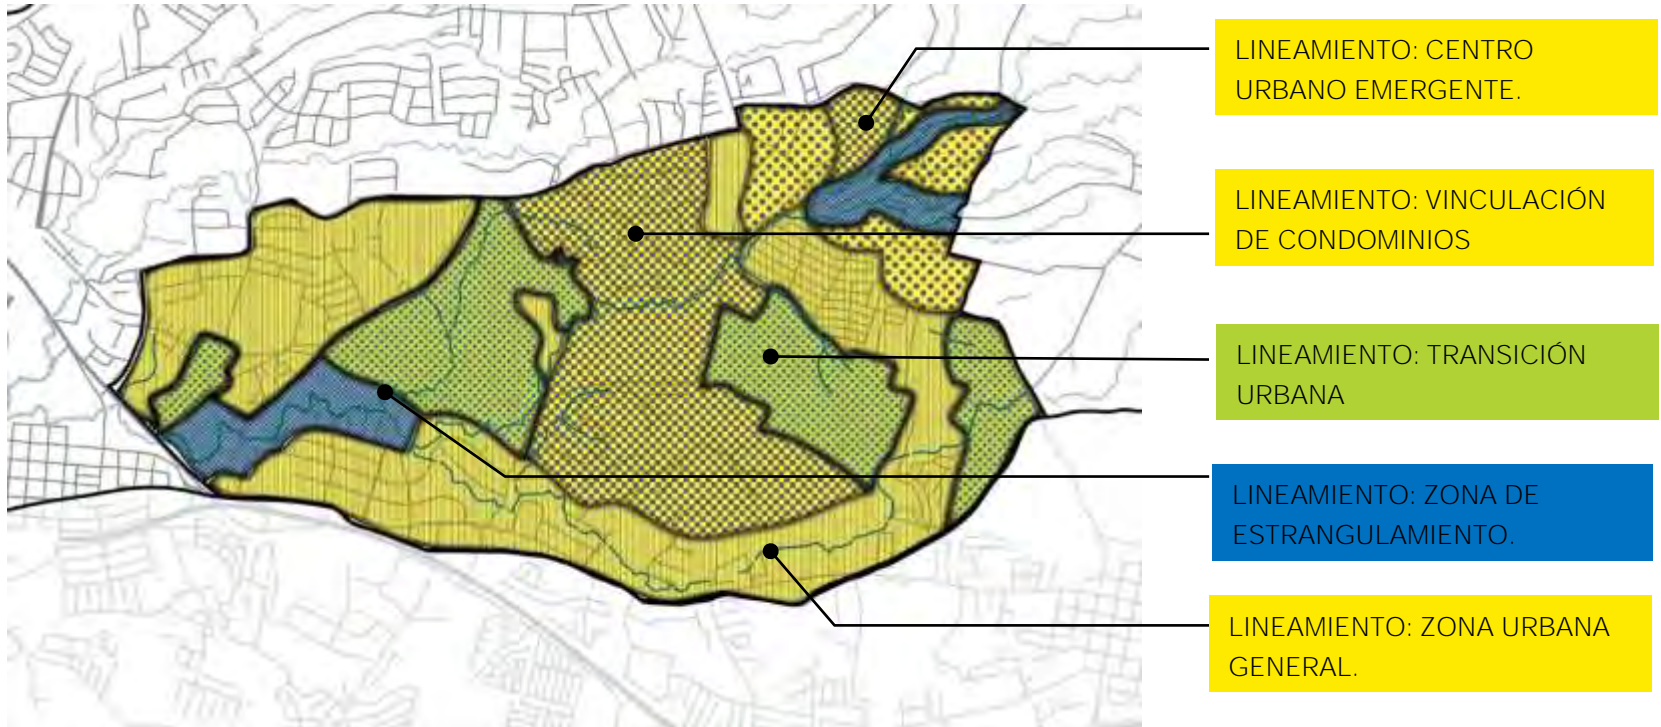 LINEAMIENTO: CENTRO
URBANO EMERGENTE.
LINEAMIENTO: VINCULACIÓN
DE CONDOMINIOS
LINEAMIENTO: TRANSICIÓN
URBANA
LINEAMIENTO: ZONA DE
ESTRANGULAMIENTO.
LINEAMIENTO: ZONA URBANA
GENERAL.